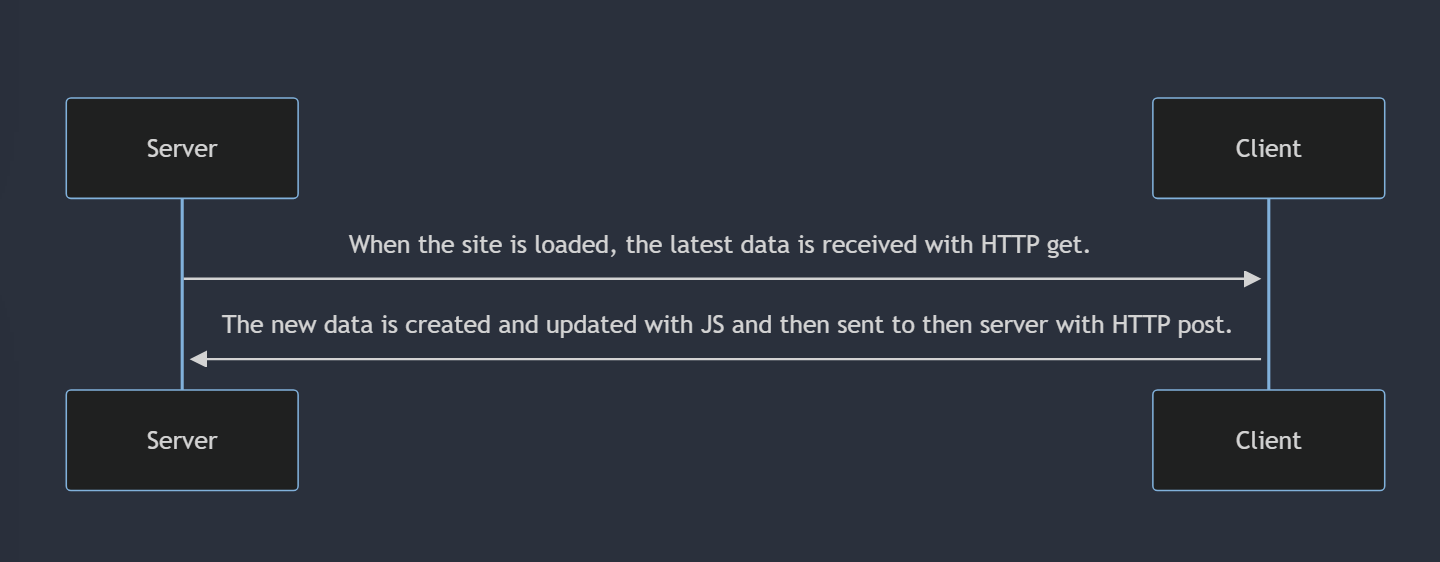 Server
Client
When the site is loaded, the latest data is received with HTTP get.
The new data is created and updated with JS and then sent to then server with HTTP post.
Server
Client